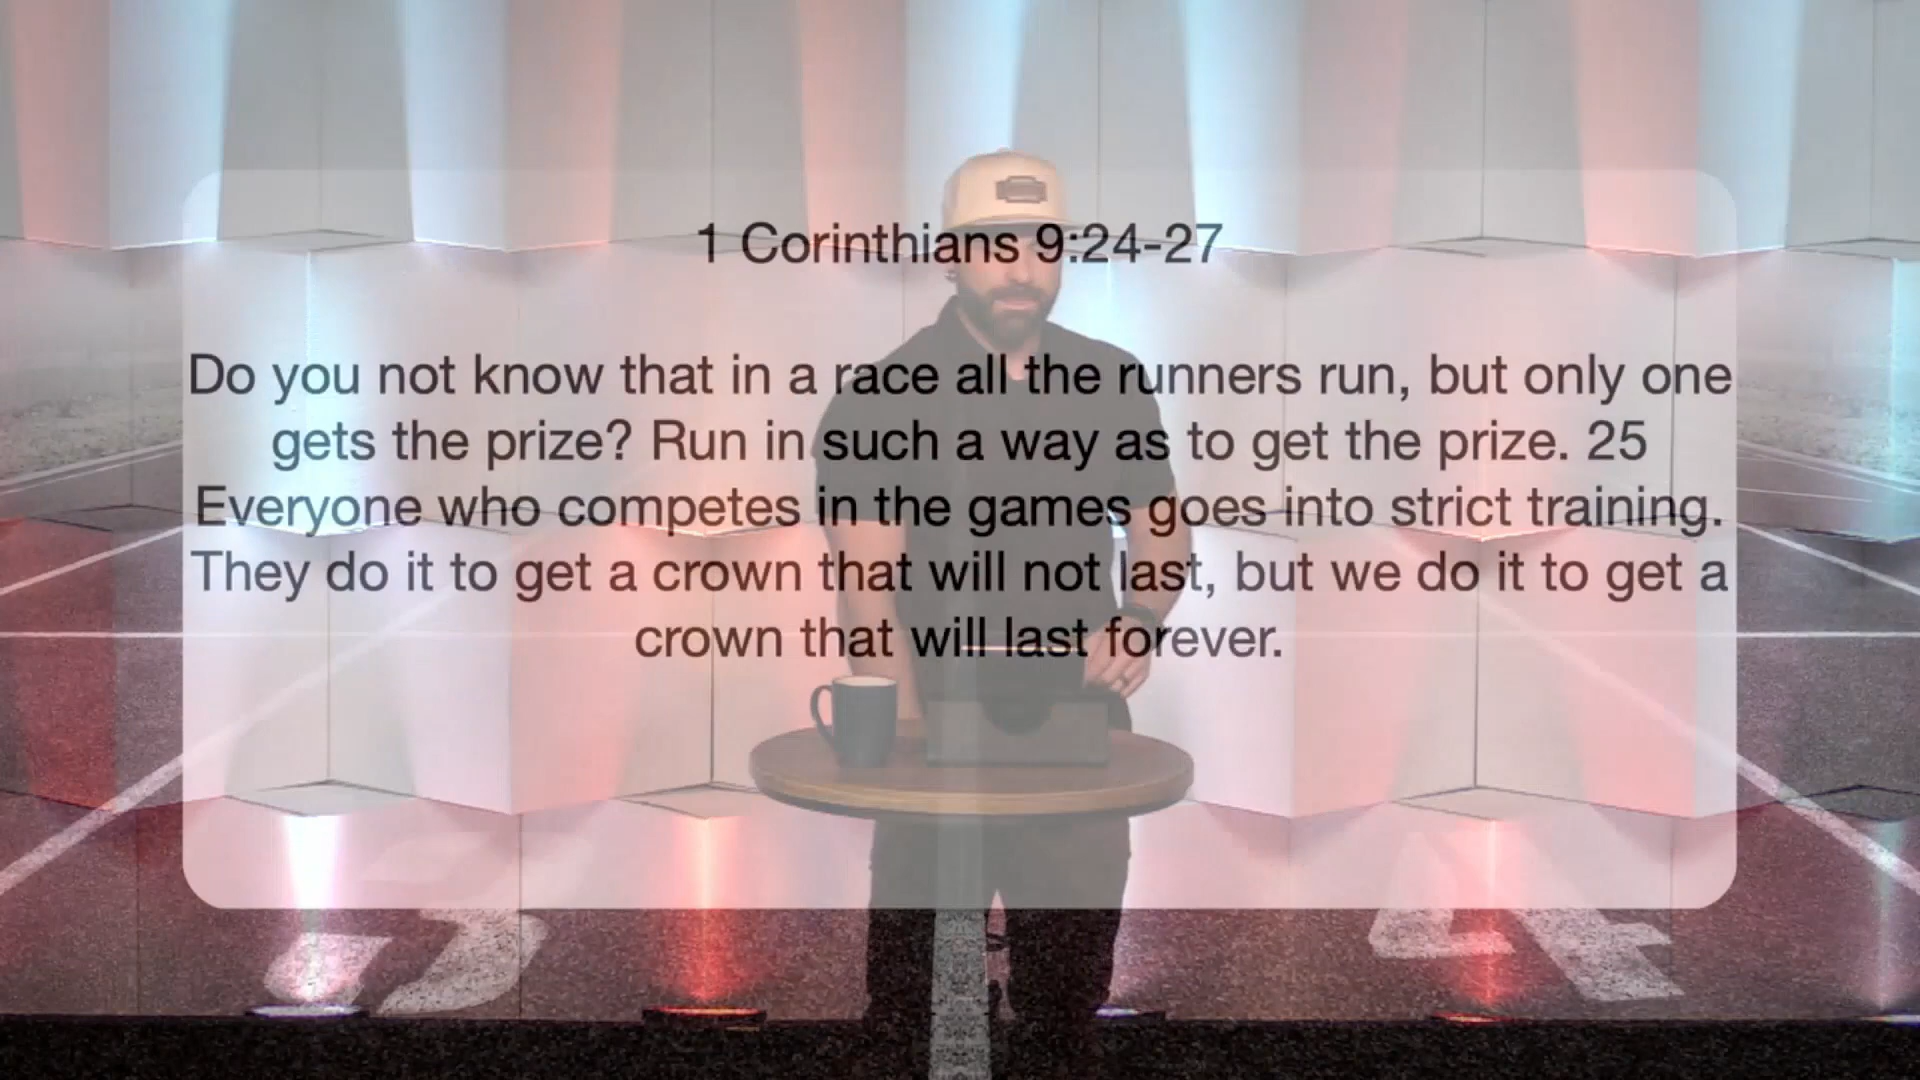 1 Corinthians 9:24-27
Do you not know that in a race all the runners run, but only one
gets the prize? Run in such a way as to get the prize. 25
Everyone who competes in the games goes into strict training.
They do it to get a crown that will not last, but we do it to get a
crown that will last forever.
4